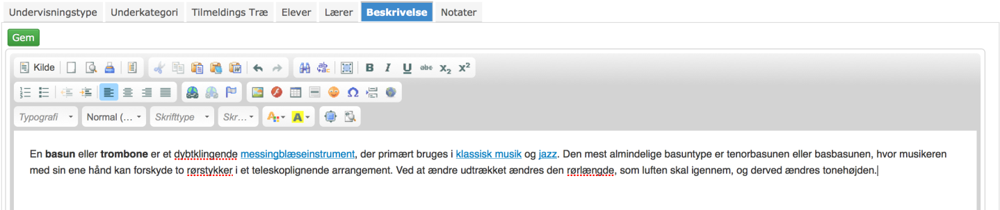 Undervisningstype Underkategori Tilmeldings Træ Elever Lærer Beskrivelse Notater
Gem
Kilde B I U abc X₂ X²
Typografi Normal (... Skrifttype Skr... A A
En basun eller trombone er et dybtklingende messingblæseinstrument, der primært bruges i klassisk musik og jazz. Den mest almindelige basuntype er tenorbasunen eller basbasunen, hvor musikeren
med sin ene hånd kan forskyde to rørstykker i et teleskoplignende arrangement. Ved at ændre udtrækket ændres den rørlængde, som luften skal igennem, og derved ændres tonehøjden.